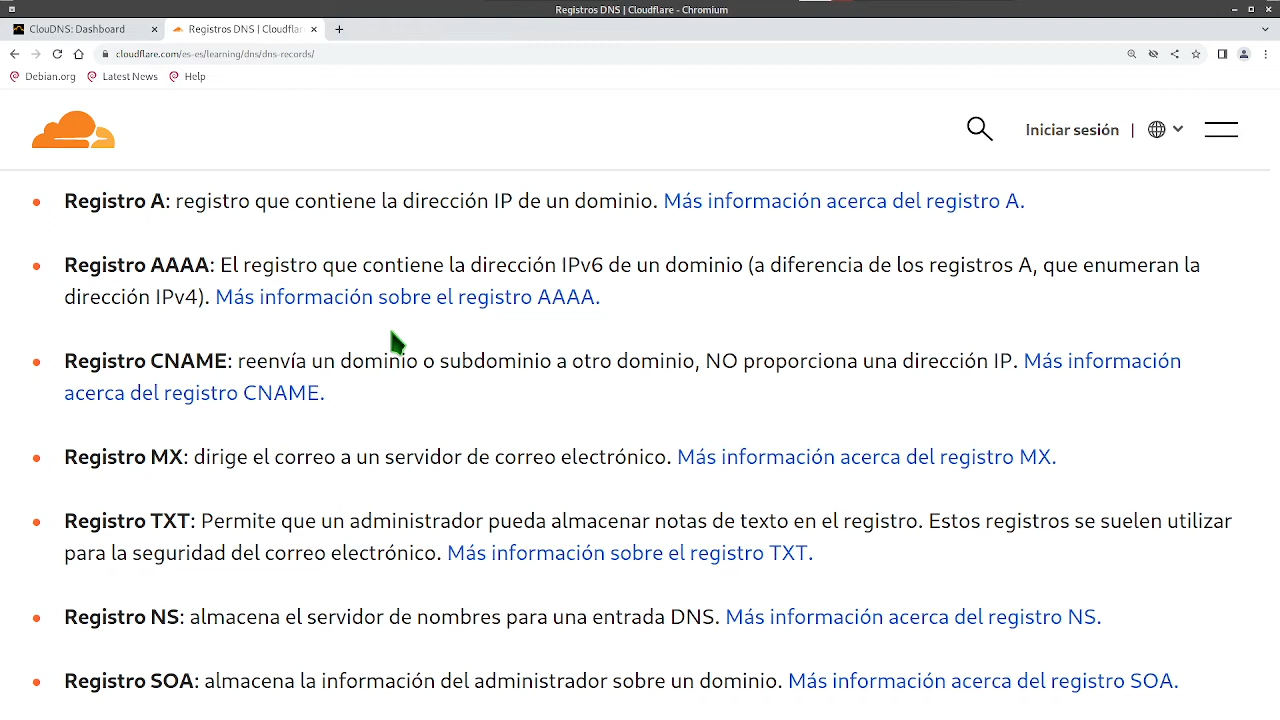 Registros DNS | Cloudflare - Chromium
ClouDNS: Dashboard
Registros DNS | Cloudflar
cloudflare.com/es-es/learning/dns/dns-records/
Debian.org Latest News Help
Iniciar sesión |
Registro A: registro que contiene la dirección IP de un dominio. Más información acerca del registro A.
Registro AAAA: El registro que contiene la dirección IPv6 de un dominio (a diferencia de los registros A, que enumeran la
dirección IPv4). Más información sobre el registro AAAA.
Registro CNAME: reenvía un dominio o subdominio a otro dominio, NO proporciona una dirección IP. Más información
acerca del registro CNAME.
Registro MX: dirige el correo a un servidor de correo electrónico. Más información acerca del registro MX.
Registro TXT: Permite que un administrador pueda almacenar notas de texto en el registro. Estos registros se suelen utilizar
para la seguridad del correo electrónico. Más información sobre el registro TXT.
Registro NS: almacena el servidor de nombres para una entrada DNS. Más información acerca del registro NS.
Registro SOA: almacena la información del administrador sobre un dominio. Más información acerca del registro SOA.